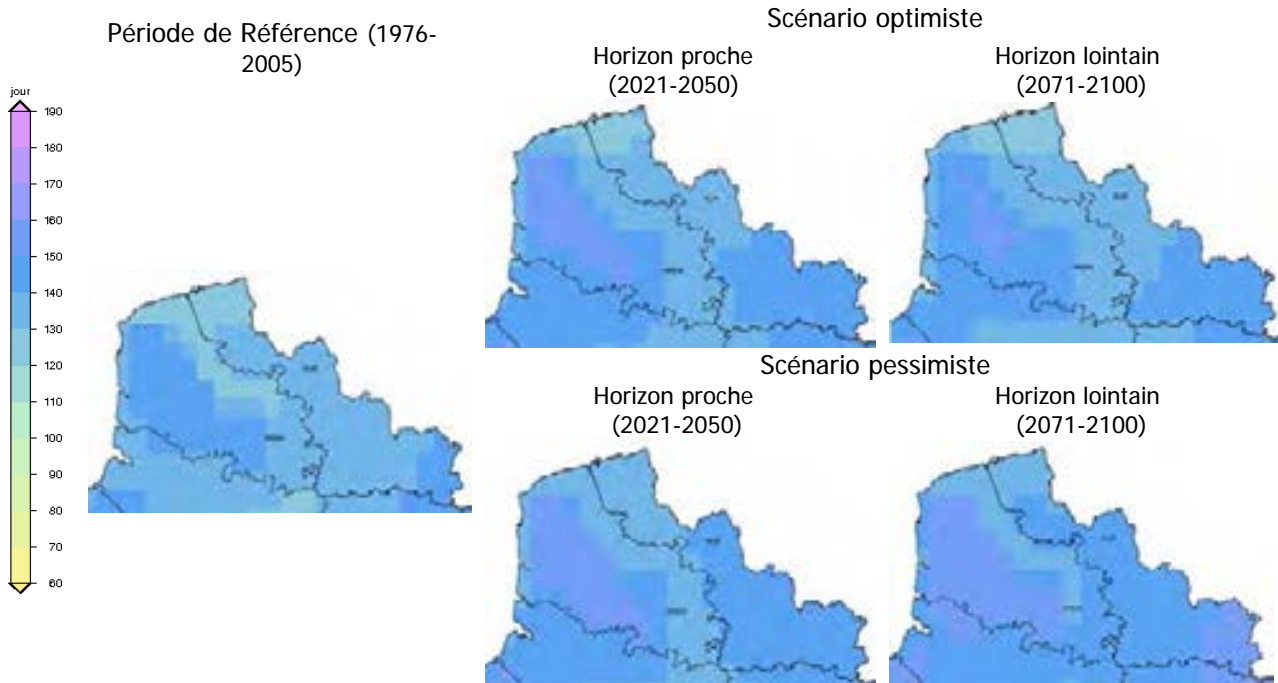 Période de Référence (1976-
2005)
Scénario optimiste
Horizon proche
(2021-2050)
Horizon lointain
(2071-2100)
jour
190
180
170
160
150
140
130
120
110
100
90
80
70
60
Scénario pessimiste
Horizon proche
(2021-2050)
Horizon lointain
(2071-2100)